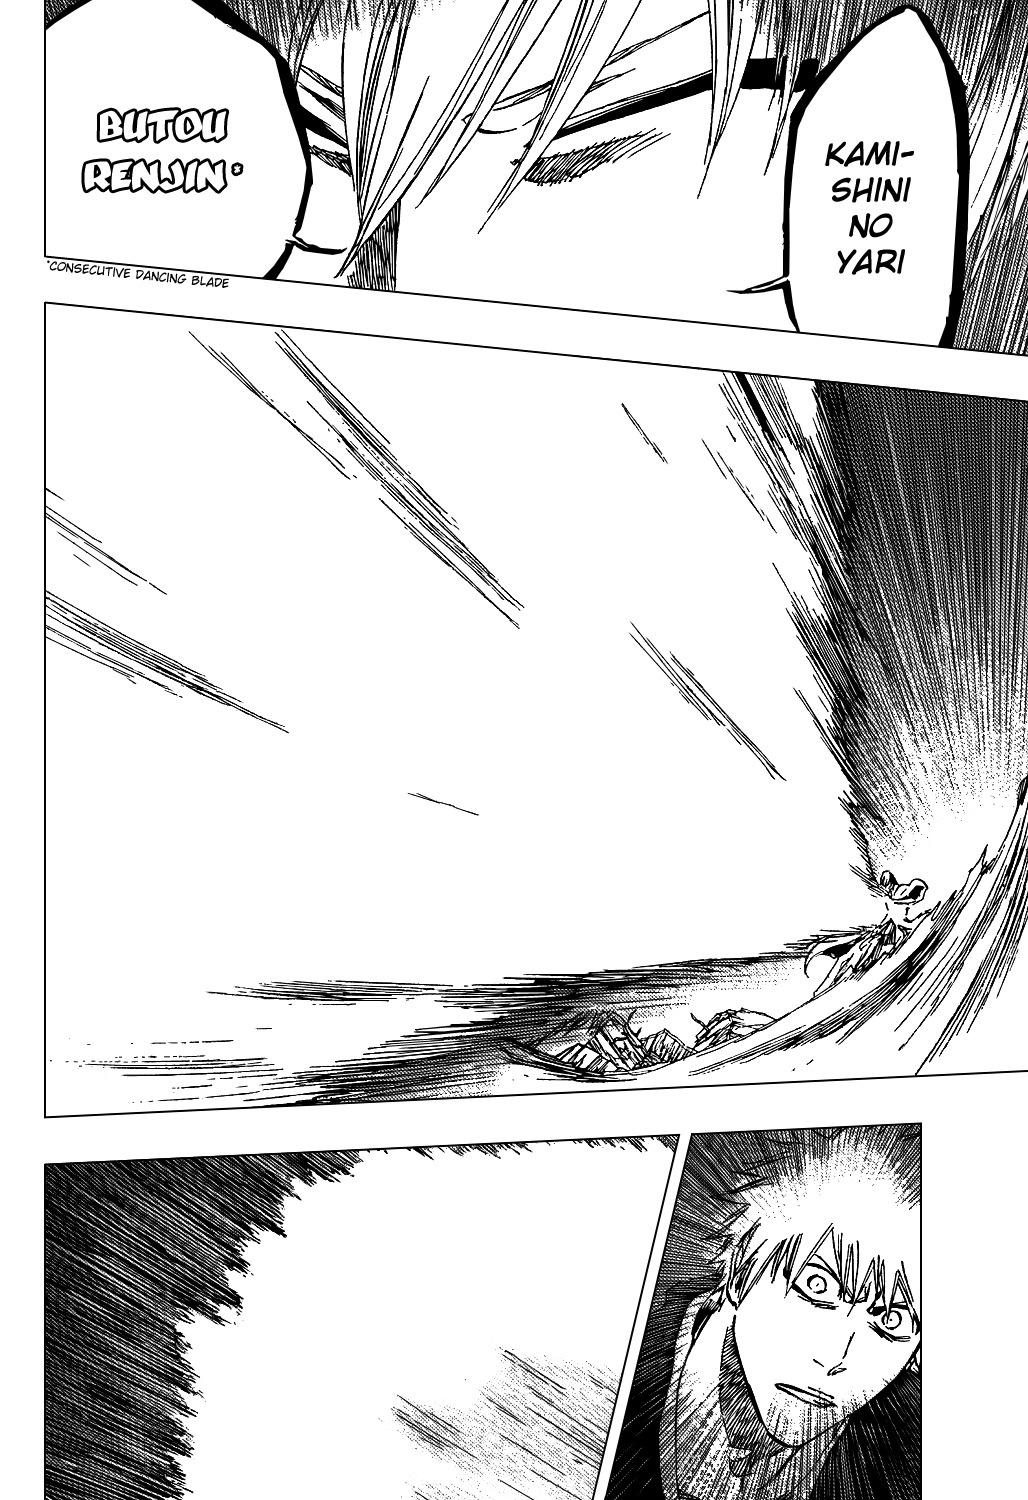 KAMI-
SHINI
NO
YARI
BUTOU
RENJIN*
*CONSECUTIVE DANCING BLADE